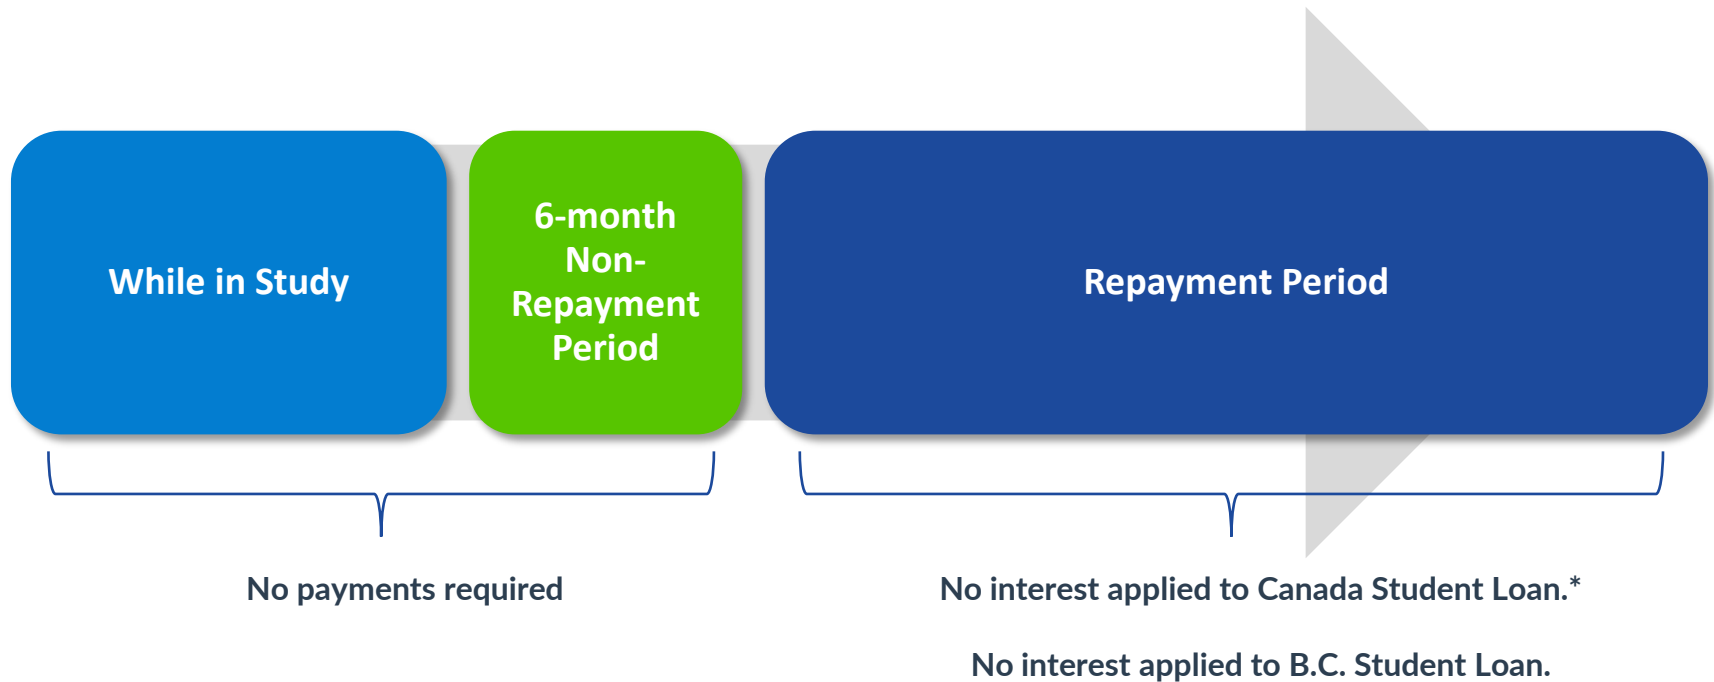 While in Study
6-month
Non-
Repayment
Period
Repayment Period
No payments required
No interest applied to Canada Student Loan.*
No interest applied to B.C. Student Loan.